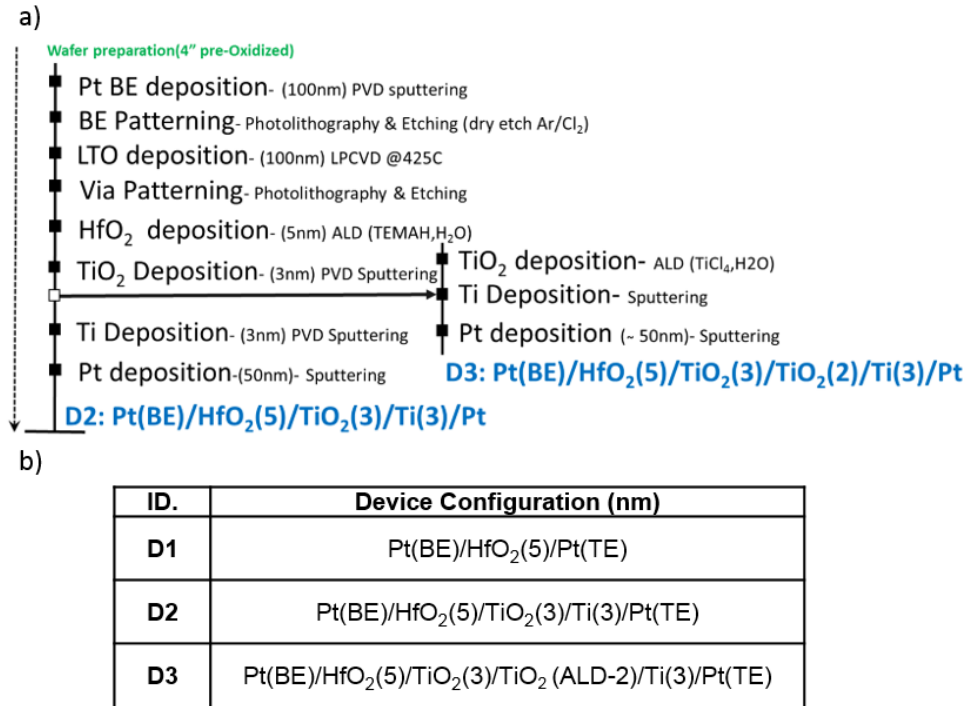 a)
Wafer preparation(4" pre-Oxidized)
Pt BE deposition- (100nm) PVD sputtering
BE Patterning- Photolithography & Etching (dry etch Ar/Cl₂)
LTO deposition- (100nm) LPCVD @425C
Via Patterning- Photolithography & Etching
HfO₂ deposition- (5nm) ALD (TEMAH,H₂O)
TiO₂ Deposition- (3nm) PVD Sputtering
Ti Deposition- (3nm) PVD Sputtering
Pt deposition-(50nm)- Sputtering
D2: Pt(BE)/HfO₂(5)/TiO₂(3)/Ti(3)/Pt
TiO₂ deposition- ALD (TiCl₄,H2O)
Ti Deposition- Sputtering
Pt deposition (~ 50nm)- Sputtering
D3: Pt(BE)/HfO₂(5)/TiO₂(3)/TiO₂(2)/Ti(3)/Pt
b)
ID. Device Configuration (nm)
D1 Pt(BE)/HfO₂(5)/Pt(TE)
D2 Pt(BE)/HfO₂(5)/TiO₂(3)/Ti(3)/Pt(TE)
D3 Pt(BE)/HfO₂(5)/TiO₂(3)/TiO₂ (ALD-2)/Ti(3)/Pt(TE)